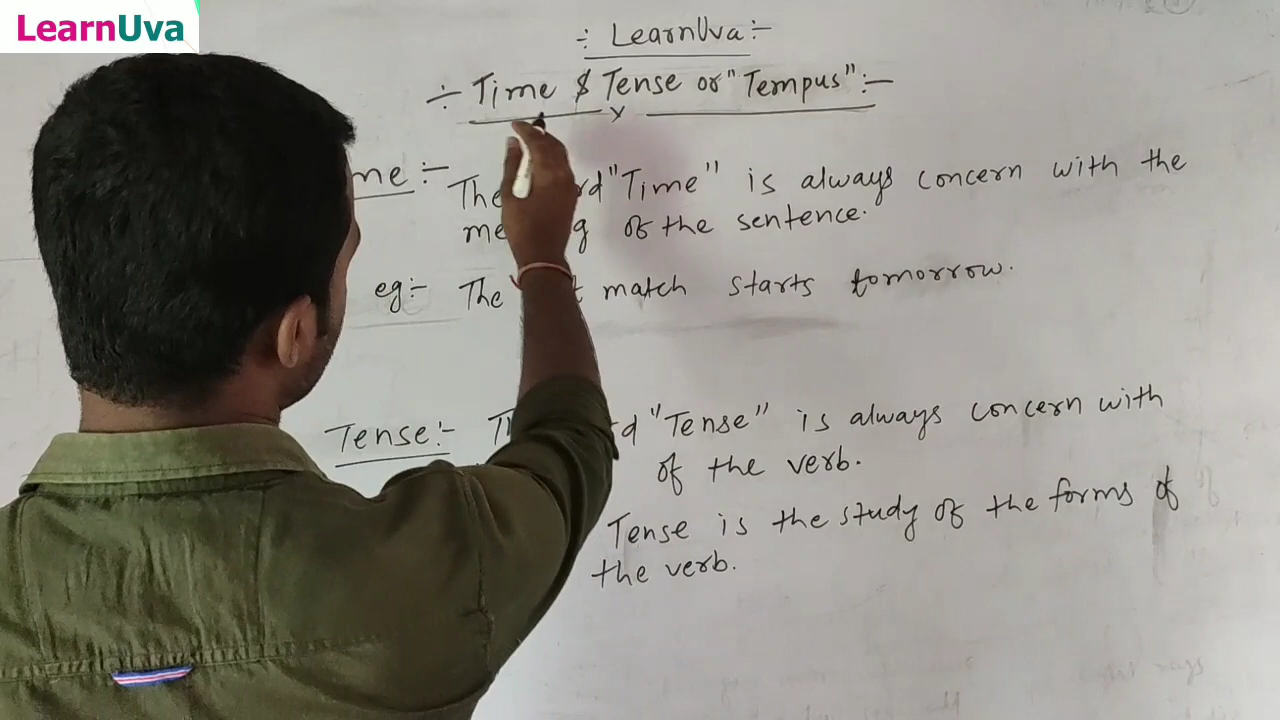 LearnUva
÷ LearnUva :-
÷ Time & Tense or "Tempus" :-
me :- The rd "Time" is always concern with the
me g of the sentence.
eg:- The t match starts tomorrow.
Tense:- T d "Tense" is always concern with
of the verb.
Tense is the study of the forms of
the verb.